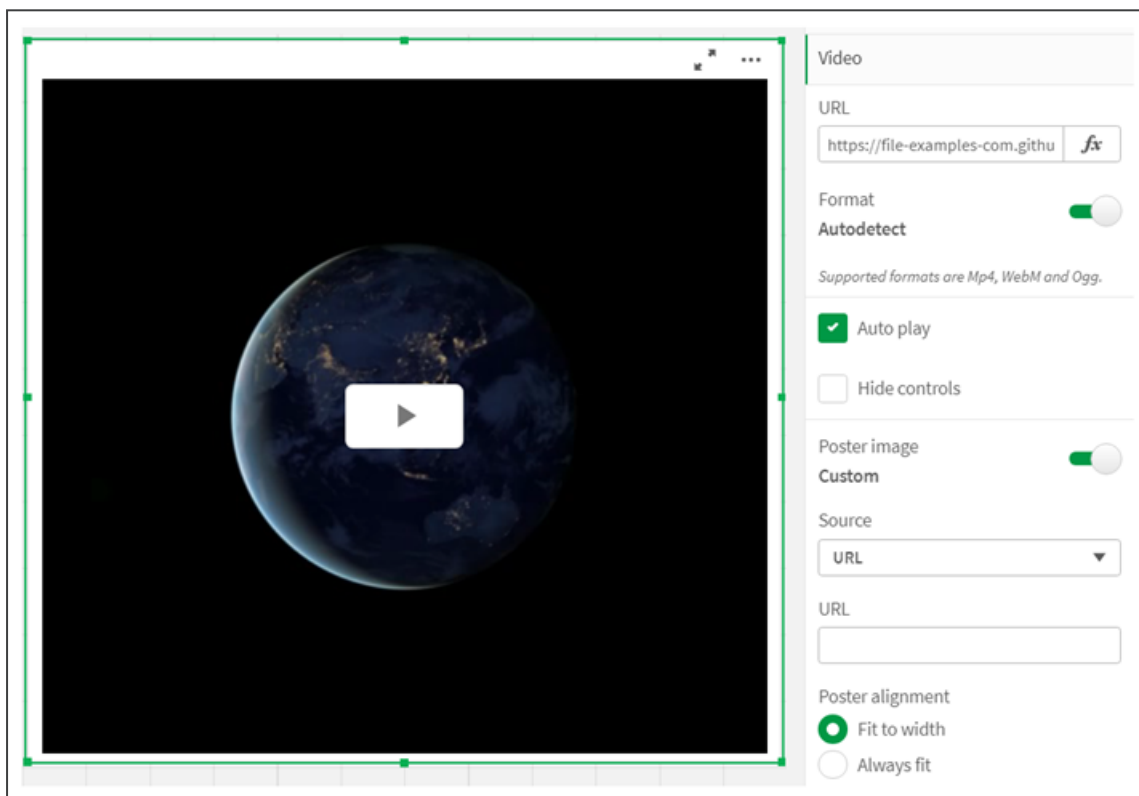 Video
URL
https://file-examples-com.githu
fx
Format
Autodetect
Supported formats are Mp4, WebM and Ogg.
Auto play
Hide controls
Poster image
Custom
Source
URL
URL
Poster alignment
Fit to width
Always fit